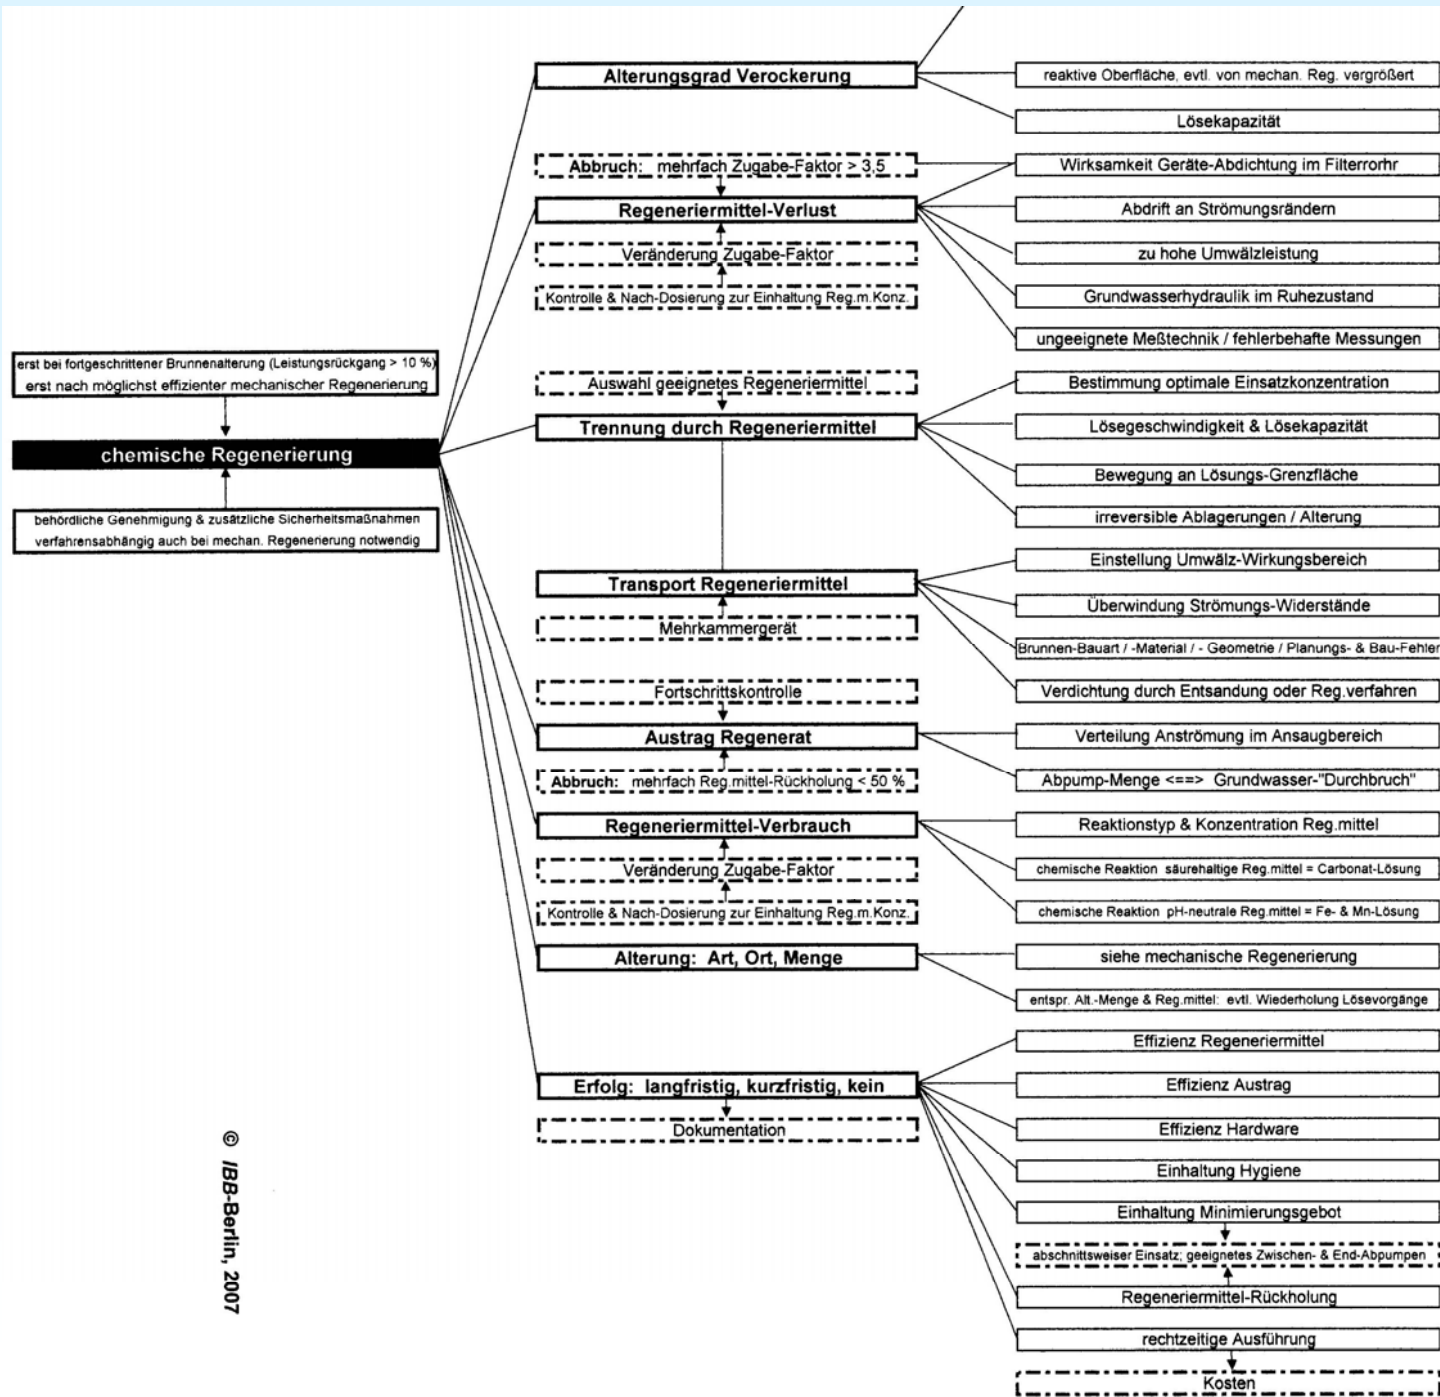 Alterungsgrad Verockerung
reaktive Oberfläche, evtl. von mechan. Reg. vergrößert
Lösekapazität
Abbruch: mehrfach Zugabe-Faktor > 3,5
Wirksamkeit Geräte-Abdichtung im Filterrorhr
Regeneriermittel-Verlust
Abdrift an Strömungsrändern
Veränderung Zugabe-Faktor
zu hohe Umwälzleistung
Kontrolle & Nach-Dosierung zur Einhaltung Reg.m.Konz.
Grundwasserhydraulik im Ruhezustand
ungeeignete Meßtechnik / fehlerbehafte Messungen
erst bei fortgeschrittener Brunnenalterung (Leistungsrückgang > 10 %)
erst nach möglichst effizienter mechanischer Regenerierung
chemische Regenerierung
behördliche Genehmigung & zusätzliche Sicherheitsmaßnahmen
verfahrensabhängig auch bei mechan. Regenerierung notwendig
Auswahl geeignetes Regeneriermittel
Bestimmung optimale Einsatzkonzentration
Trennung durch Regeneriermittel
Lösegeschwindigkeit & Lösekapazität
Bewegung an Lösungs-Grenzfläche
irreversible Ablagerungen / Alterung
Einstellung Umwälz-Wirkungsbereich
Transport Regeneriermittel
Überwindung Strömungs-Widerstände
Mehrkammergerät
Brunnen-Bauart / -Material / - Geometrie / Planungs- & Bau-Fehler
Fortschrittskontrolle
Verdichtung durch Entsandung oder Reg.verfahren
Austrag Regenerat
Verteilung Anströmung im Ansaugbereich
Abbruch: mehrfach Reg.mittel-Rückholung < 50 %
Abpump-Menge <==> Grundwasser-"Durchbruch"
Regeneriermittel-Verbrauch
Reaktionstyp & Konzentration Reg.mittel
Veränderung Zugabe-Faktor
chemische Reaktion säurehaltige Reg.mittel = Carbonat-Lösung
Kontrolle & Nach-Dosierung zur Einhaltung Reg.m.Konz.
chemische Reaktion pH-neutrale Reg.mittel = Fe- & Mn-Lösung
Alterung: Art, Ort, Menge
siehe mechanische Regenerierung
entspr. Alt.-Menge & Reg.mittel: evtl. Wiederholung Lösevorgänge
Effizienz Regeneriermittel
Erfolg: langfristig, kurzfristig, kein
Effizienz Austrag
Dokumentation
Effizienz Hardware
Einhaltung Hygiene
Einhaltung Minimierungsgebot
abschnittsweiser Einsatz; geeignetes Zwischen- & End-Abpumpen
Regeneriermittel-Rückholung
rechtzeitige Ausführung
Kosten
© IBB-Berlin, 2007